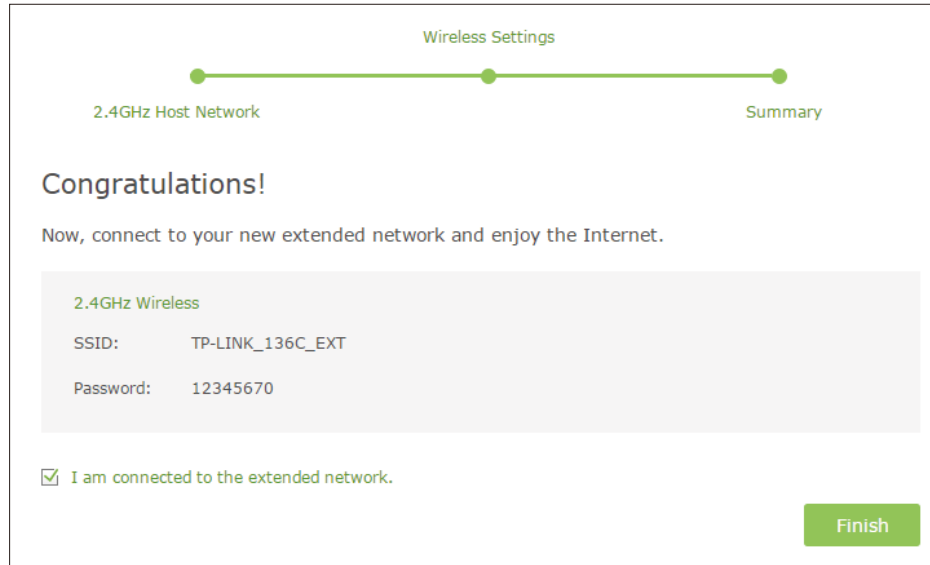 Wireless Settings
2.4GHz Host Network
Summary
Congratulations!
Now, connect to your new extended network and enjoy the Internet.
2.4GHz Wireless
SSID: TP-LINK_136C_EXT
Password: 12345670
I am connected to the extended network.
Finish